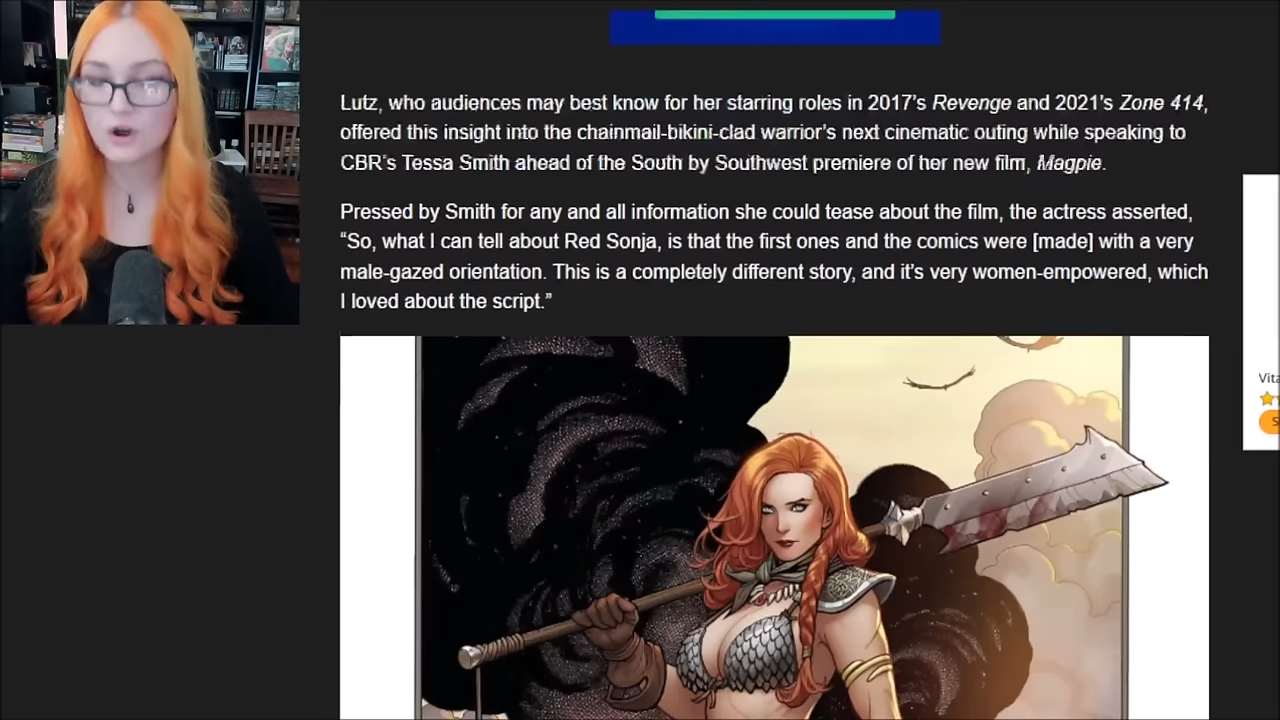 Lutz, who audiences may best know for her starring roles in 2017's Revenge and 2021's Zone 414,
offered this insight into the chainmail-bikini-clad warrior's next cinematic outing while speaking to
CBR's Tessa Smith ahead of the South by Southwest premiere of her new film, Magpie.
Pressed by Smith for any and all information she could tease about the film, the actress asserted,
“So, what I can tell about Red Sonja, is that the first ones and the comics were [made] with a very
male-gazed orientation. This is a completely different story, and it's very women-empowered, which
I loved about the script.”
Vita
S